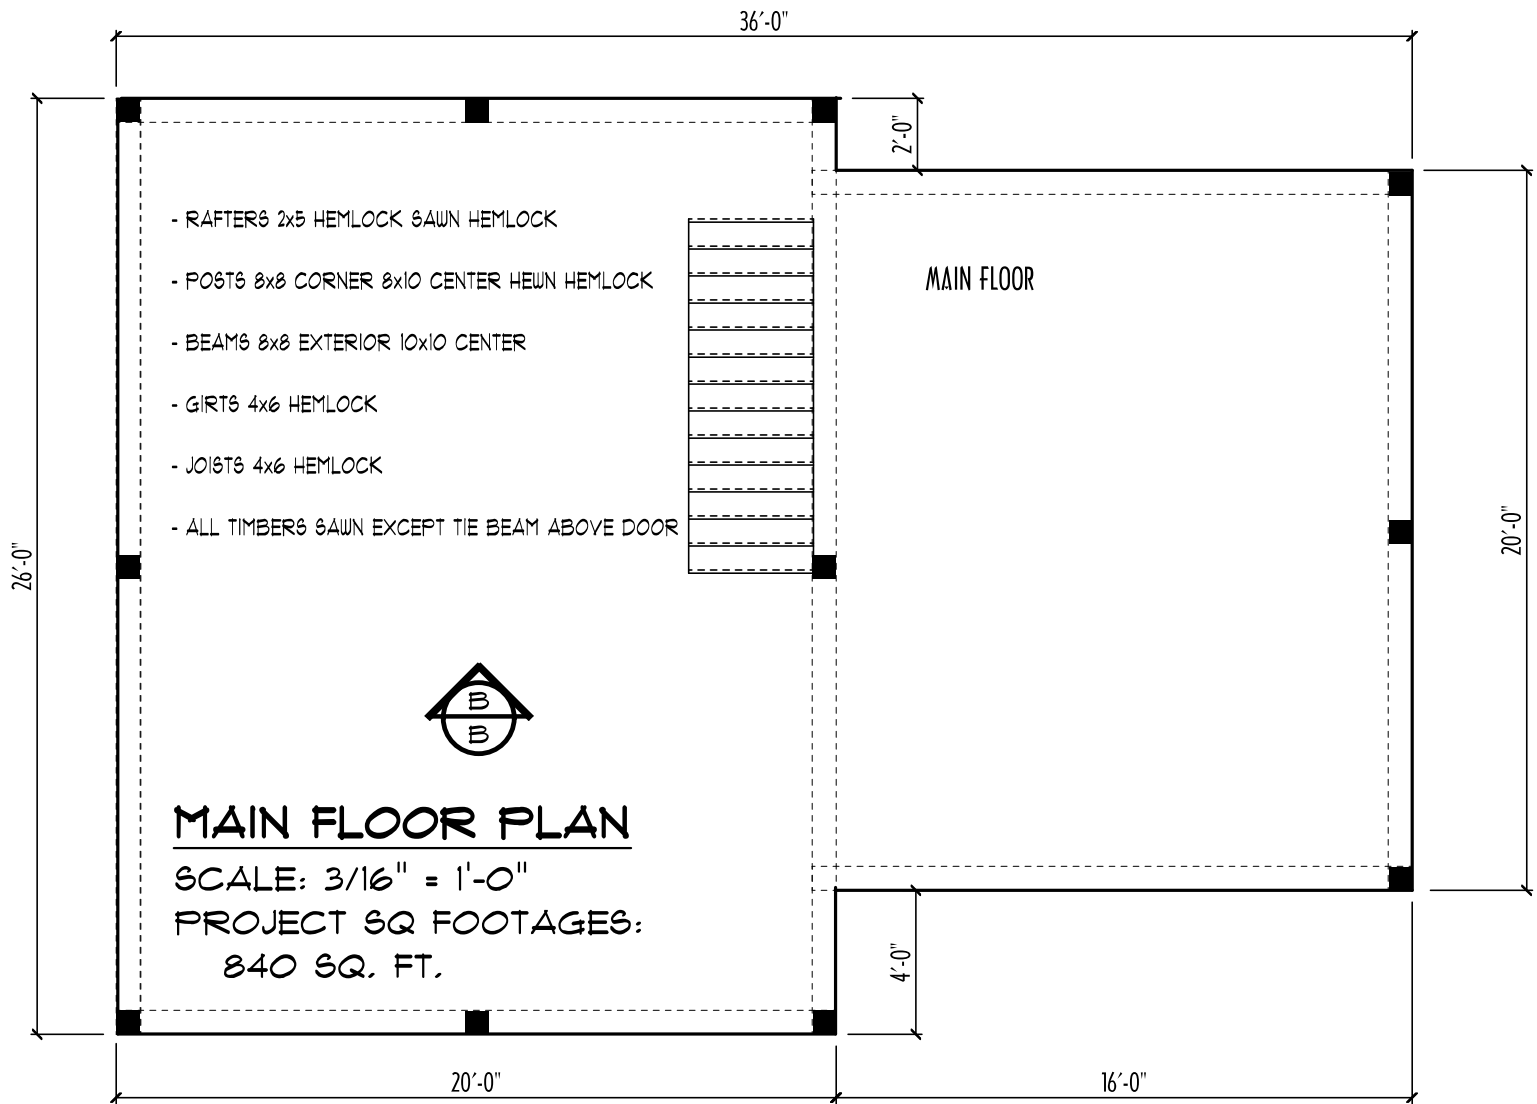 36'-0"
2'-0"
- RAFTERS 2x5 HEMLOCK SAWN HEMLOCK
- POSTS 8x8 CORNER 8x10 CENTER HEWN HEMLOCK
MAIN FLOOR
- BEAMS 8x8 EXTERIOR 10x10 CENTER
- GIRTS 4x6 HEMLOCK
- JOISTS 4x6 HEMLOCK
- ALL TIMBERS SAWN EXCEPT TIE BEAM ABOVE DOOR
26'-0"
20'-0"
B
B
MAIN FLOOR PLAN
SCALE: 3/16" = 1'-0"
PROJECT SQ FOOTAGES:
840 SQ. FT.
4'-0"
20'-0"
16'-0"